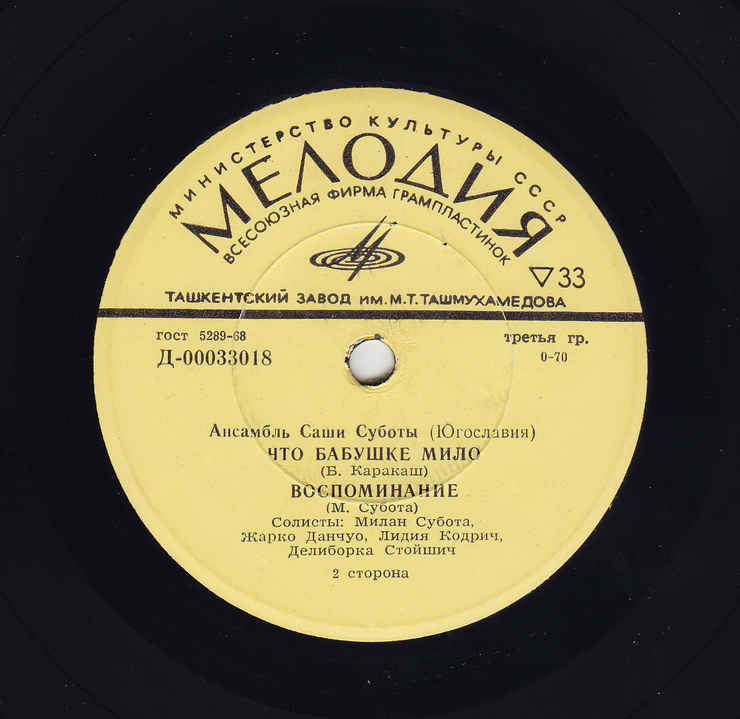 МИНИСТЕРСТВО КУЛЬТУРЫ СССР
МЕЛОДИЯ
ВСЕСОЮЗНАЯ ФИРМА ГРАМПЛАСТИНОК
▽33
ТАШКЕНТСКИЙ ЗАВОД ИМ. М.Т. ТАШМУХАМЕДОВА
гост 5289-68
третья гр.
Д-00033018
0-70
Ансамбль Саши Суботы (Югославия)
ЧТО БАБУШКЕ МИЛО
(Б. Каракаш)
ВОСПОМИНАНИЕ
(М. Субота)
Солисты: Милан Субота,
Жарко Данчуо, Лидия Кодрич,
Делиборка Стойшич
2 сторона